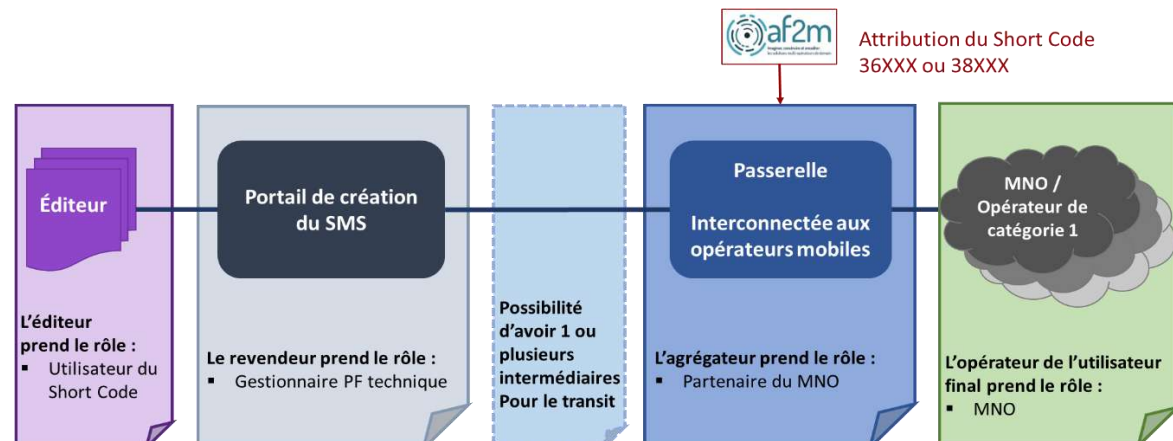 af2m
Attribution du Short Code
36XXX ou 38XXX
Éditeur
L’éditeur
prend le rôle :
▪ Utilisateur du
Short Code
Portail de création
du SMS
Le revendeur prend le rôle :
▪ Gestionnaire PF technique
Possibilité
d’avoir 1 ou
plusieurs
intermédiaires
Pour le transit
Passerelle
Interconnectée aux
opérateurs mobiles
L’agrégateur prend le rôle :
▪ Partenaire du MNO
MNO /
Opérateur de
catégorie 1
L’opérateur de l’utilisateur
final prend le rôle :
▪ MNO